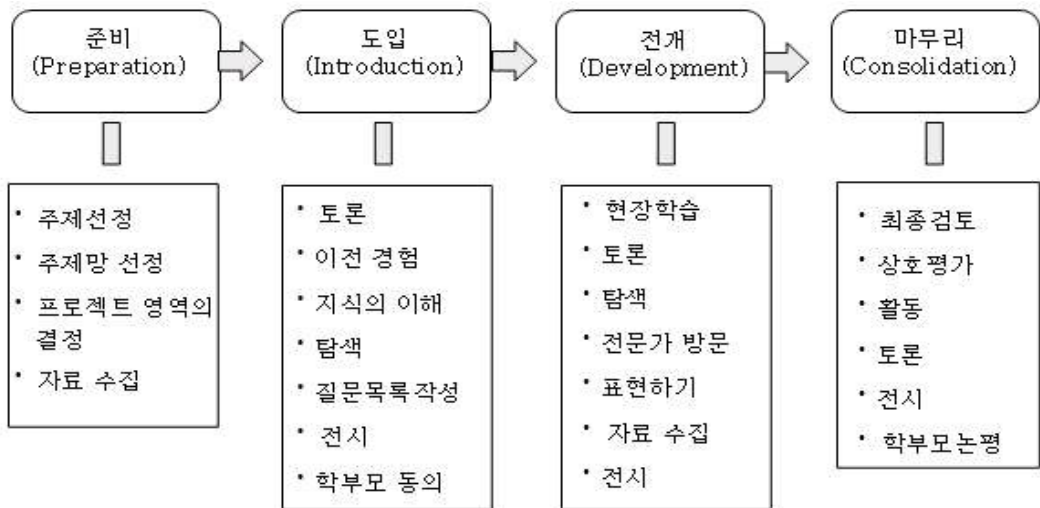 준비
(Preparation)
도입
(Introduction)
전개
(Development)
마무리
(Consolidation)
• 주제선정
• 주제망 선정
• 프로젝트 영역의
결정
• 자료 수집
• 토론
• 이전 경험
• 지식의 이해
• 탐색
• 질문목록작성
• 전시
• 학부모 동의
• 현장학습
• 토론
• 탐색
• 전문가 방문
• 표현하기
• 자료 수집
• 전시
• 최종검토
• 상호평가
• 활동
• 토론
• 전시
• 학부모논평